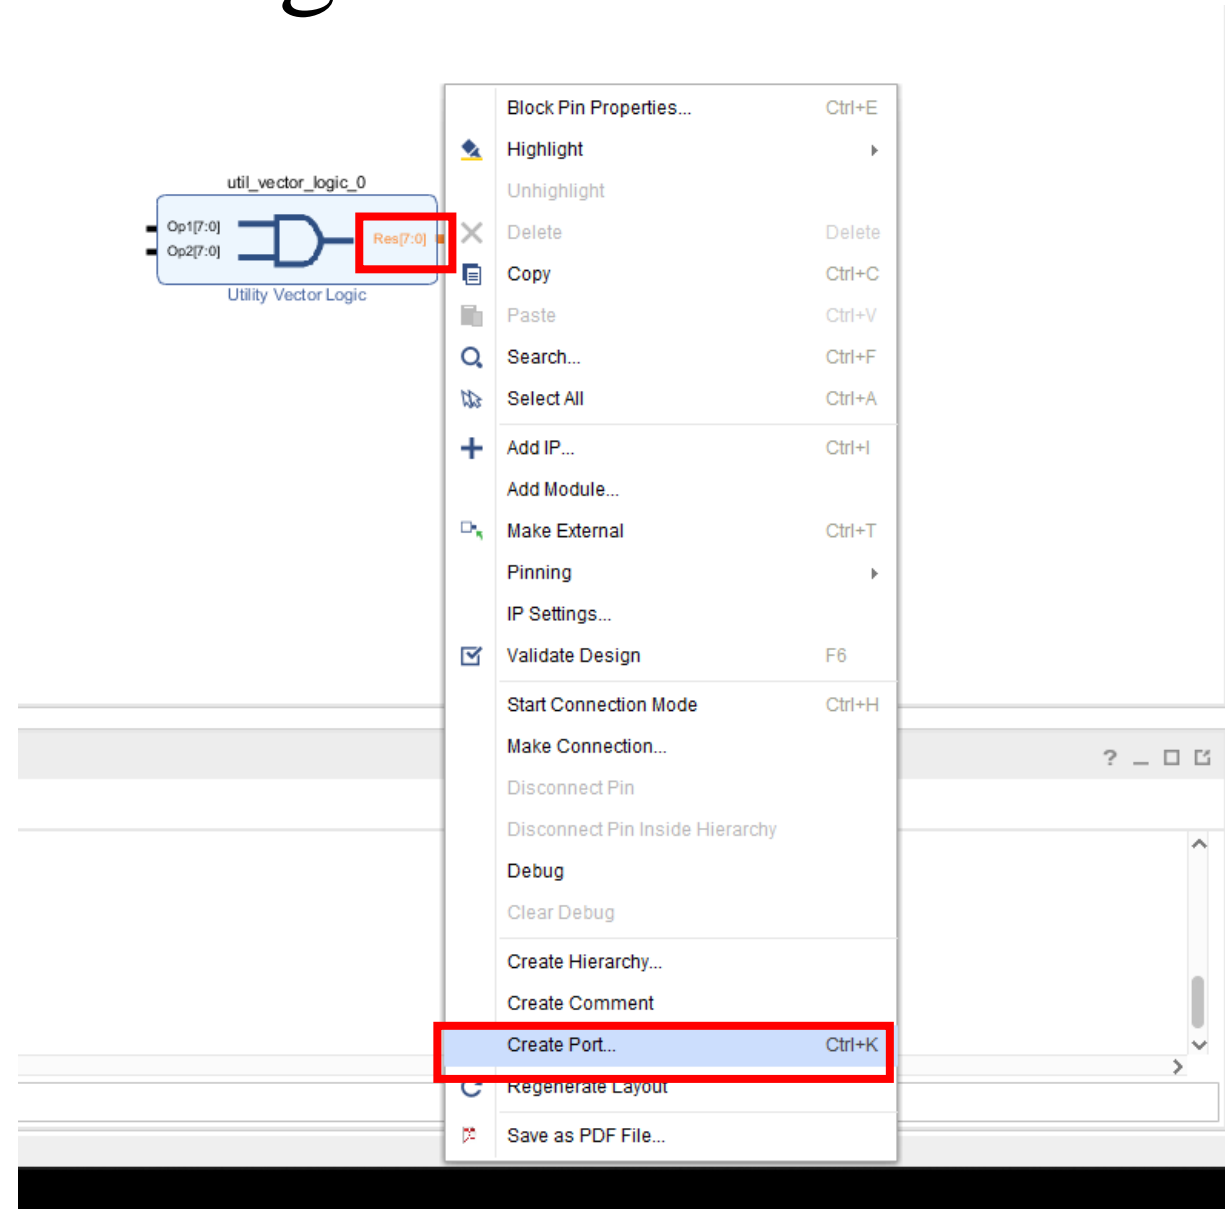 Block Pin Properties... Ctrl+E
Highlight
util_vector_logic_0
Unhighlight
Op1[7:0]
Res[7:0]
Op2[7:0]
Delete Delete
Copy Ctrl+C
Utility Vector Logic
Paste Ctrl+V
Search... Ctrl+F
Select All Ctrl+A
Add IP... Ctrl+I
Add Module...
Make External Ctrl+T
Pinning
IP Settings...
Validate Design F6
Start Connection Mode Ctrl+H
Make Connection...
Disconnect Pin
Disconnect Pin Inside Hierarchy
Debug
Clear Debug
Create Hierarchy...
Create Comment
Create Port... Ctrl+K
Regenerate Layout
Save as PDF File...